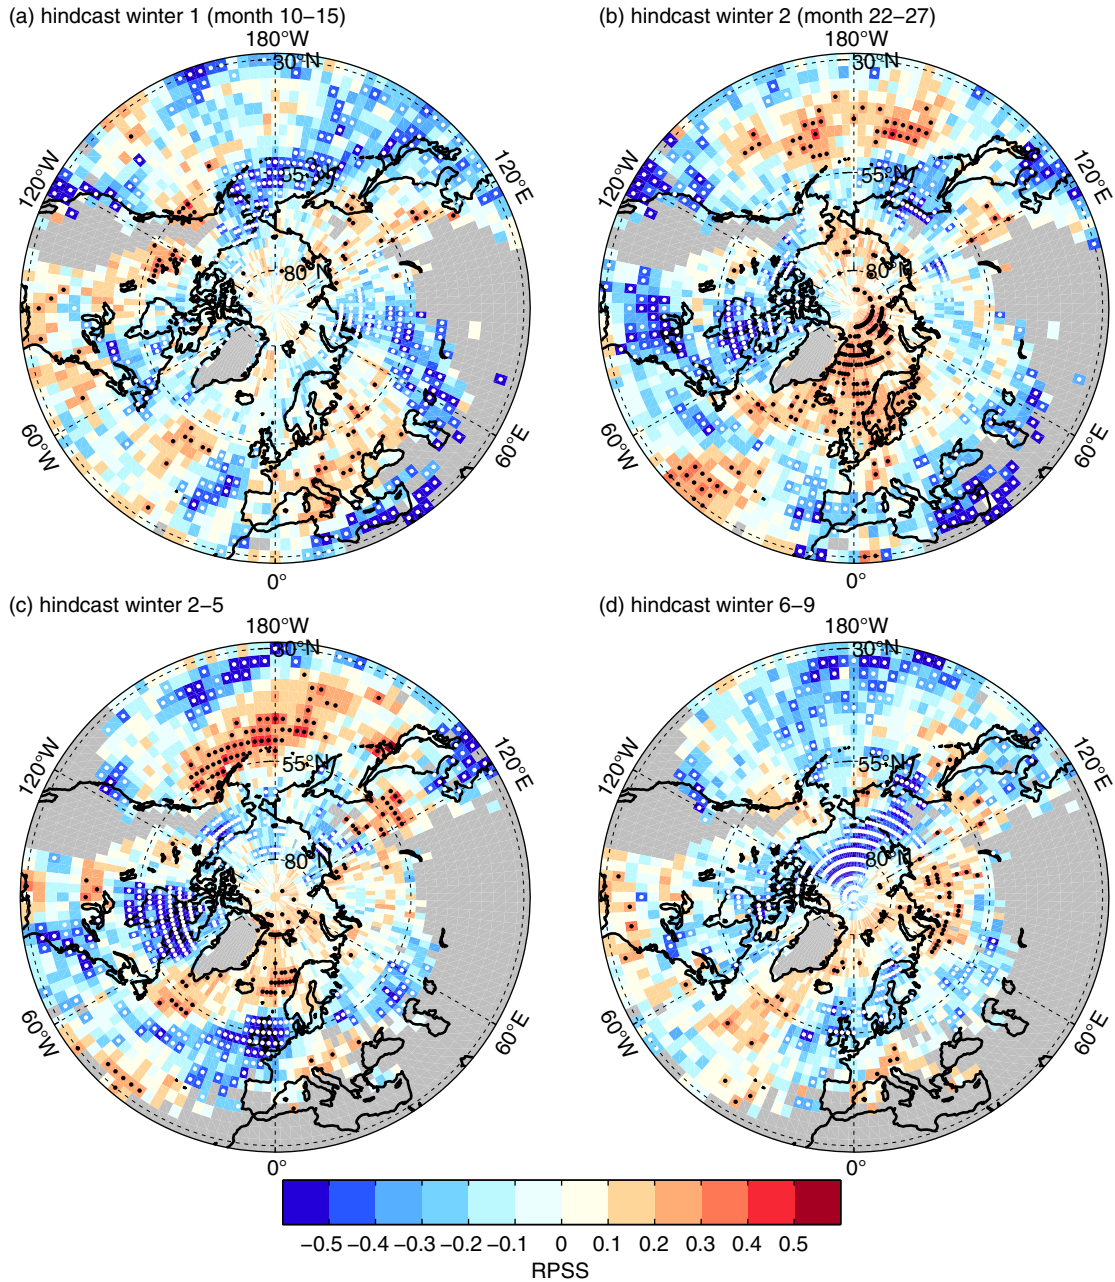 (a) hindcast winter 1 (month 10−15)
180°W
30°N
55°N
80°N
120°W
120°E
60°W
60°E
0°
(b) hindcast winter 2 (month 22−27)
180°W
30°N
55°N
80°N
120°W
120°E
60°W
60°E
0°
(c) hindcast winter 2−5
180°W
30°N
55°N
80°N
120°W
120°E
60°W
60°E
0°
(d) hindcast winter 6−9
180°W
30°N
55°N
80°N
120°W
120°E
60°W
60°E
0°
−0.5 −0.4 −0.3 −0.2 −0.1 0 0.1 0.2 0.3 0.4 0.5
RPSS